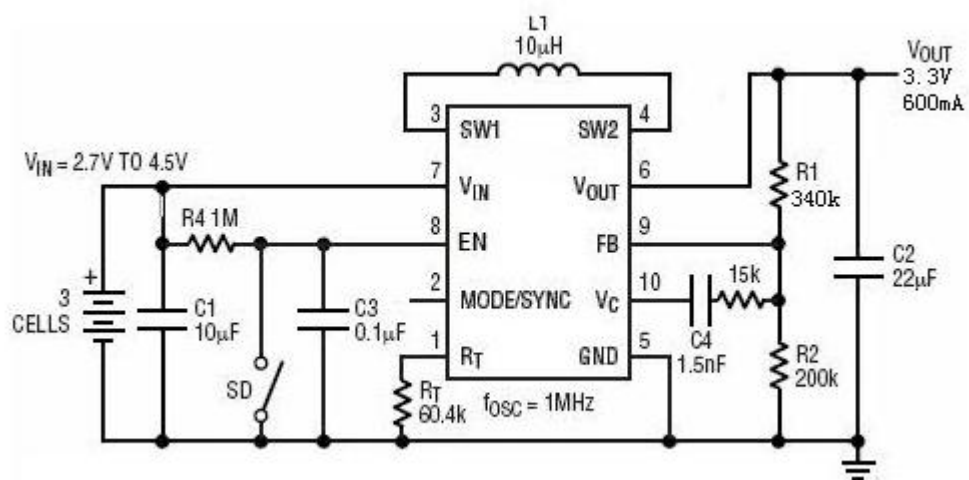 L1
10µH
VOUT
3.3V
600mA
3
4
SW1
SW2
VIN = 2.7V TO 4.5V
7
6
VIN
VOUT
R1
340k
R4 1M
8
9
EN
FB
C2
22µF
15k
+
3
CELLS
2
10
MODE/SYNC
VC
C1
10µF
C3
0.1µF
C4
1.5nF
1
5
RT
GND
R2
200k
SD
RT
60.4k
fOSC = 1MHz